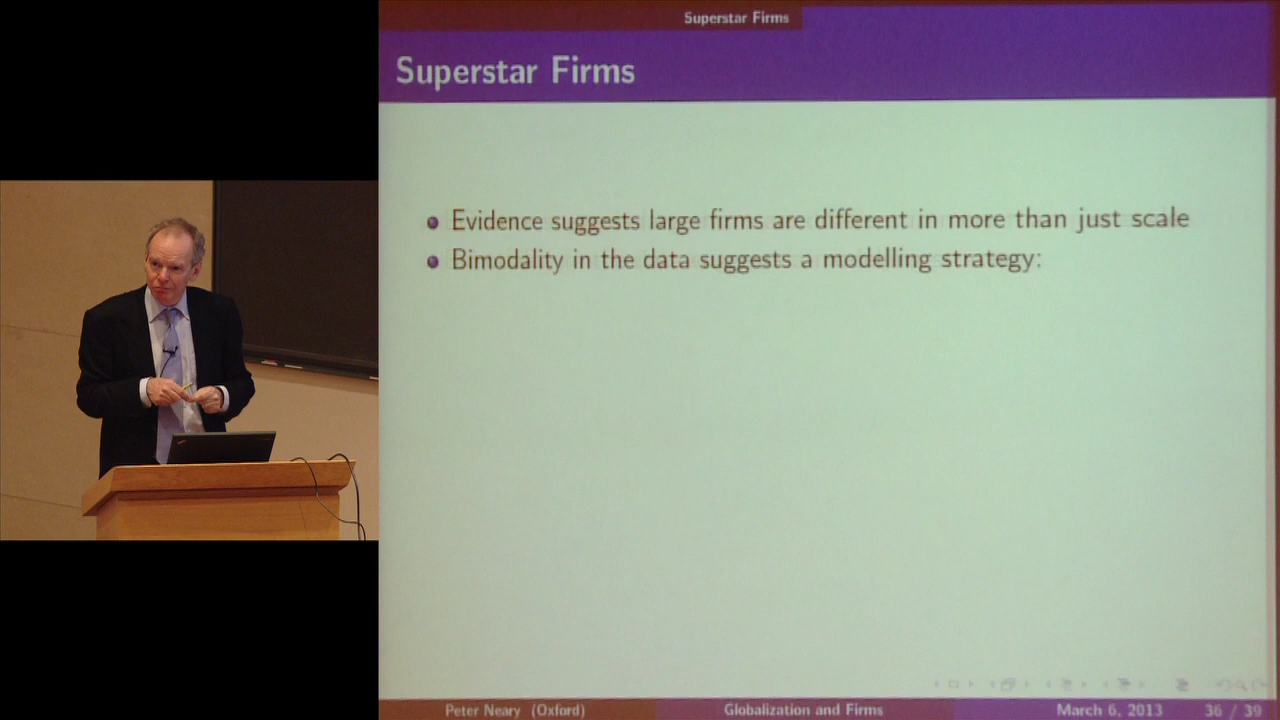 Superstar Firms
Superstar Firms
Evidence suggests large firms are different in more than just scale
Bimodality in the data suggests a modelling strategy:
Peter Neary (Oxford) Globalization and Firms March 6, 2013 36 / 39